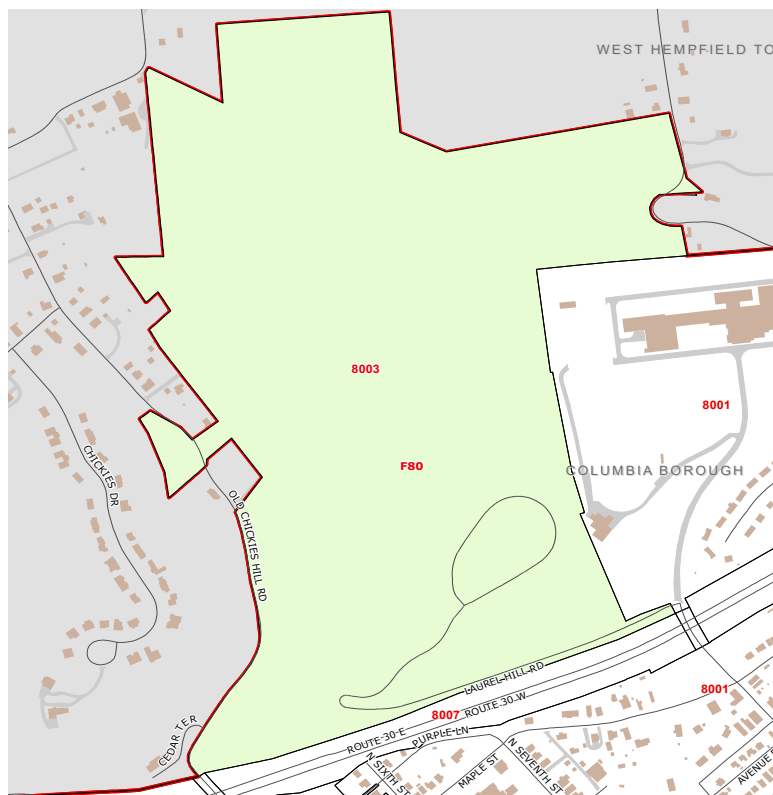 WEST HEMPFIELD TO
8003
8001
F80
COLUMBIA BOROUGH
CHICKIES DR
OLD CHICKIES HILL RD
LAUREL HILL RD
8001
8007
ROUTE 30 W
CEDAR TER
ROUTE 30 E
PURPLE LN
N SIXTH ST
MAPLE ST
N SEVENTH ST
AVENUE